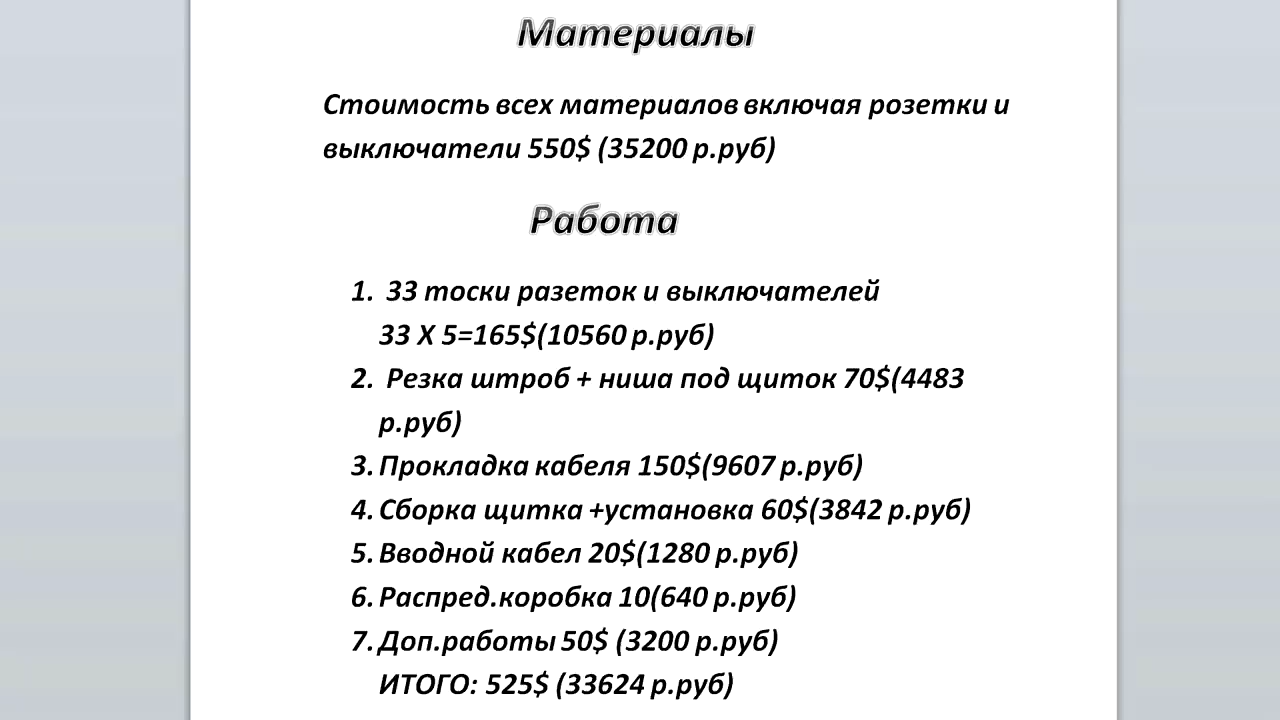 Материалы
Стоимость всех материалов включая розетки и
выключатели 550$ (35200 р.руб)
Работа
1. 33 тоски разеток и выключателей
33 X 5=165$(10560 р.руб)
2. Резка штроб + ниша под щиток 70$(4483
р.руб)
3. Прокладка кабеля 150$(9607 р.руб)
4. Сборка щитка +установка 60$(3842 р.руб)
5. Вводной кабел 20$(1280 р.руб)
6. Распред.коробка 10(640 р.руб)
7. Доп.работы 50$ (3200 р.руб)
ИТОГО: 525$ (33624 р.руб)